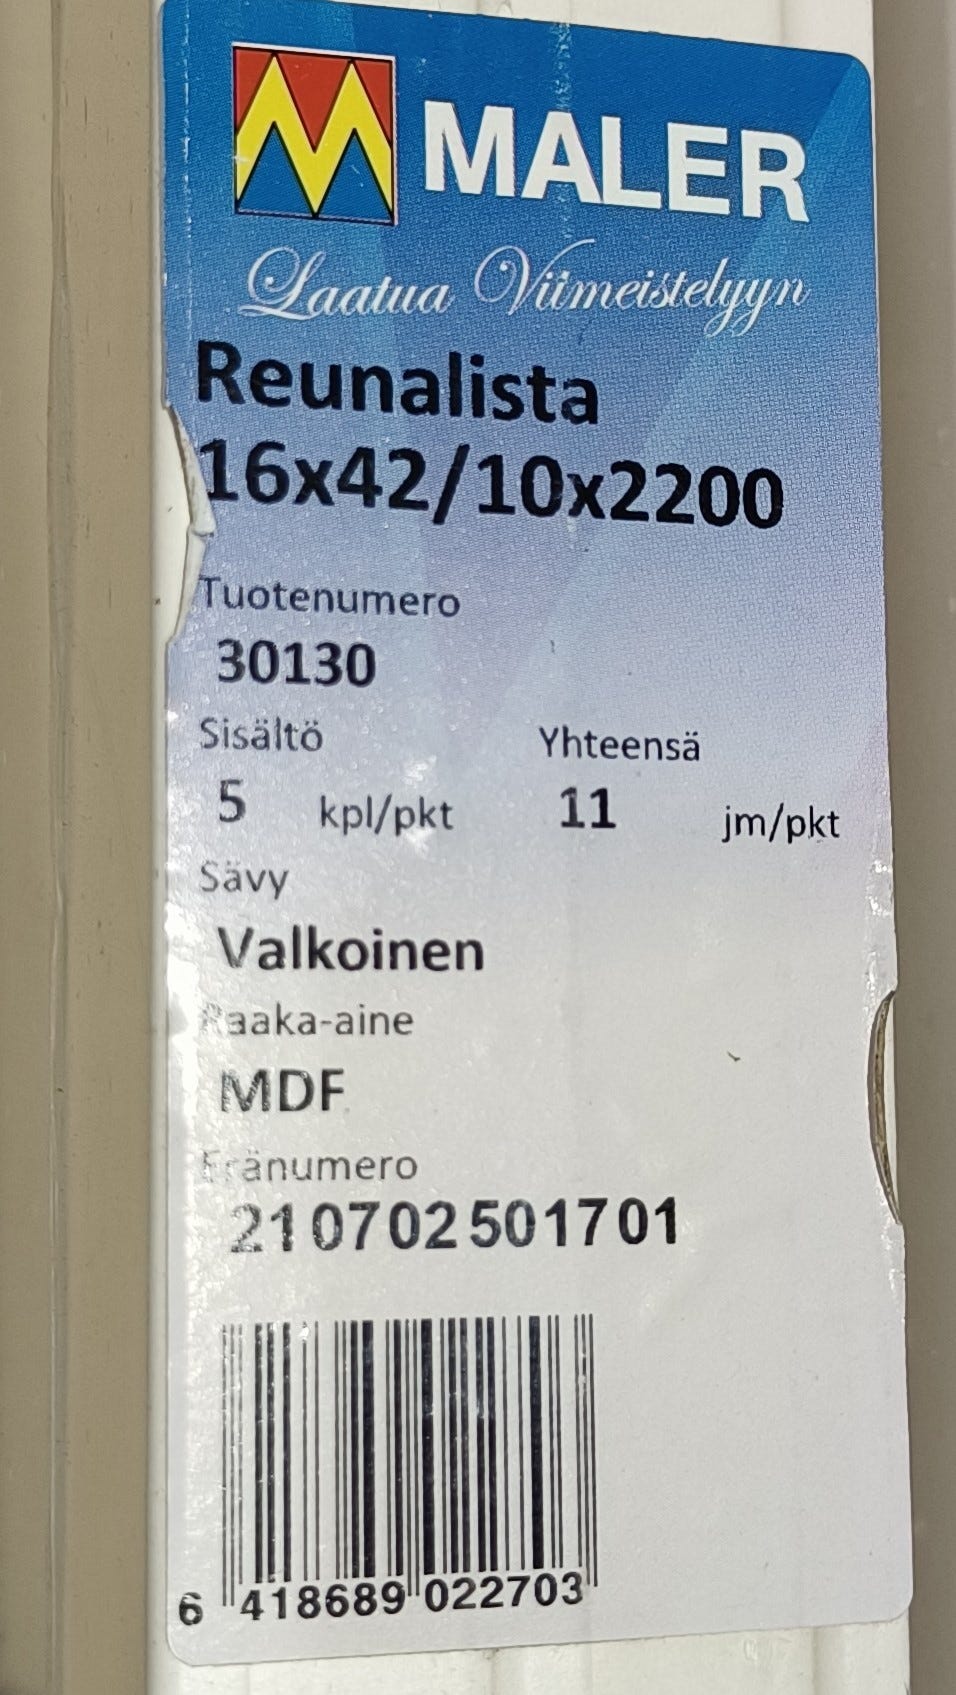 MALER
Laatua Viimeistelyyn
Reunalista
16x42/10x2200
Tuotenumero
30130
Sisältö Yhteensä
5 kpl/pkt 11 jm/pkt
Sävy
Valkoinen
Raaka-aine
MDF
Eränumero
210702501701
6 418689 022703